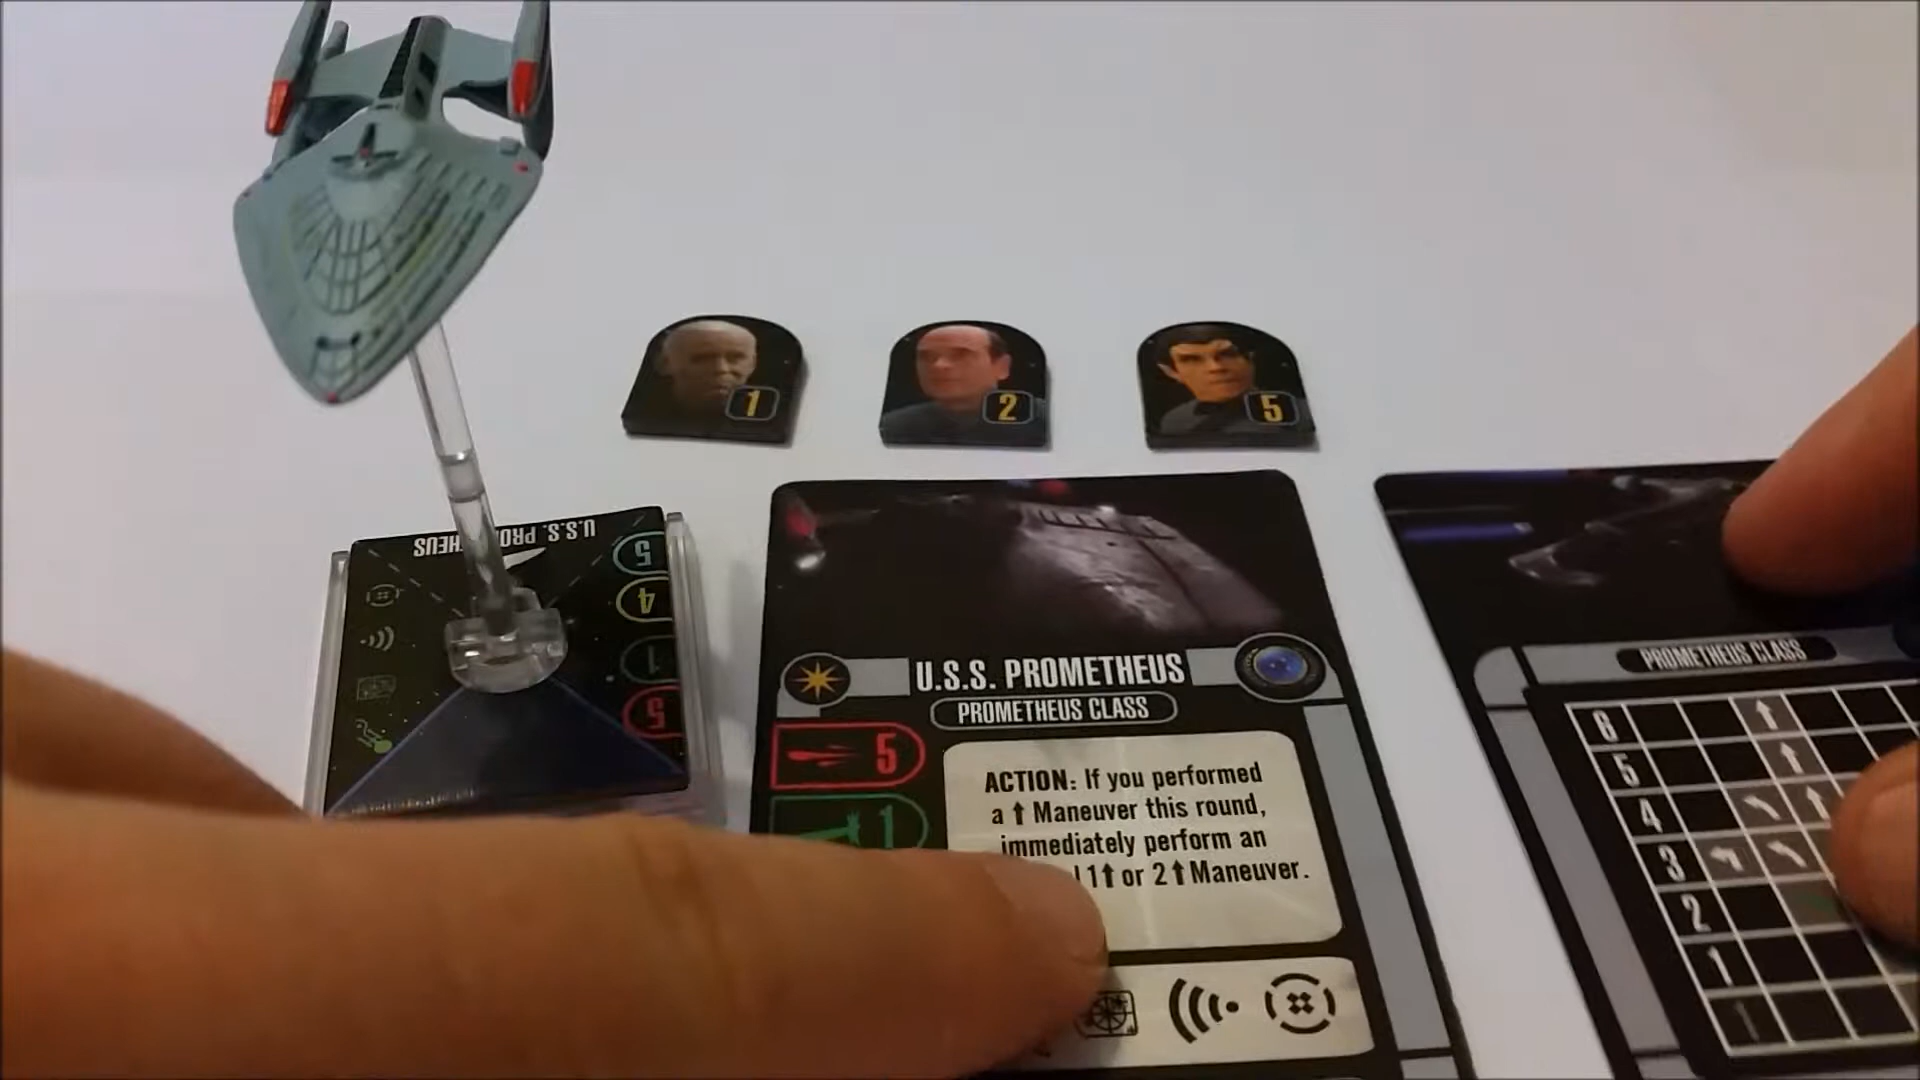 1
2
5
U.S.S. PROMETHEUS
5
4
1
5
U.S.S. PROMETHEUS
PROMETHEUS CLASS
5
1
ACTION: If you performed
a ⬆ Maneuver this round,
immediately perform an
1⬆ or 2⬆ Maneuver.
PROMETHEUS CLASS
6
5
4
3
2
1